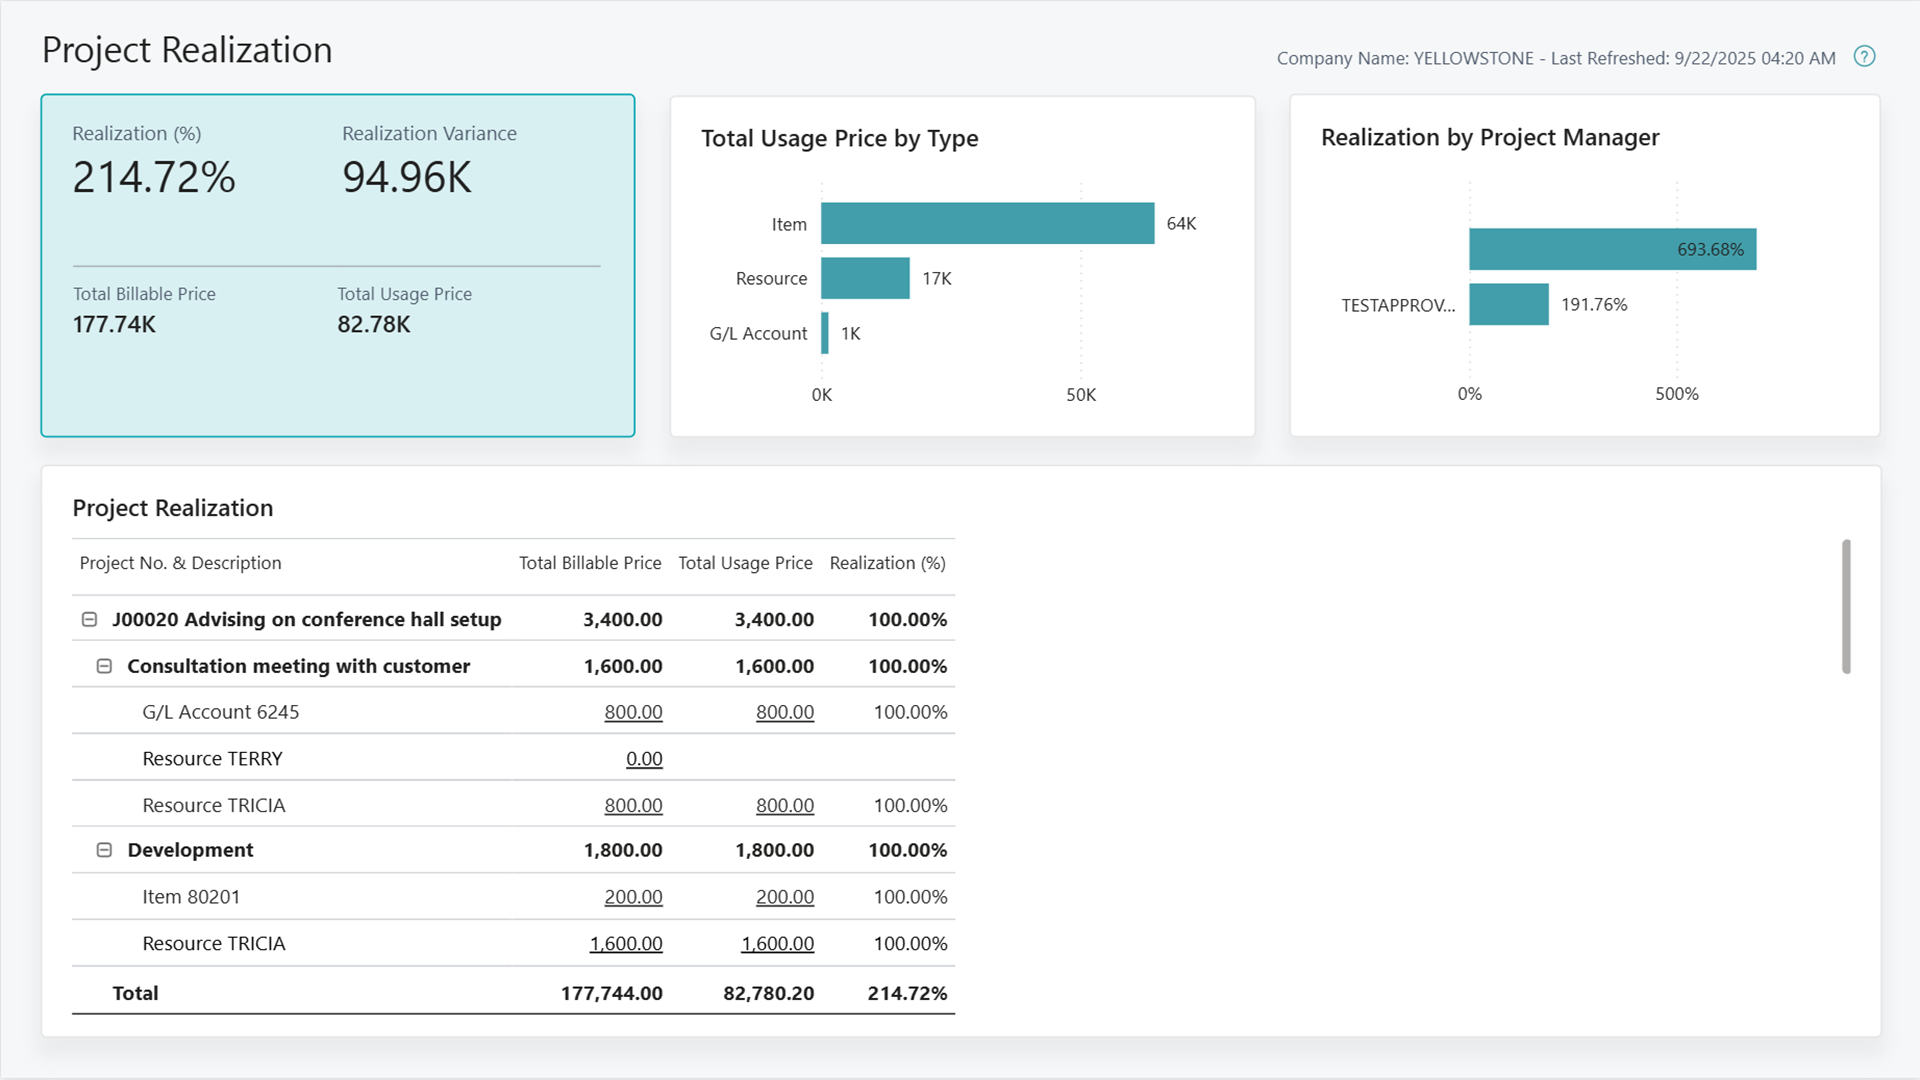 Project Realization
Company Name: YELLOWSTONE - Last Refreshed: 9/22/2025 04:20 AM ?
Realization (%) Realization Variance
214.72% 94.96K
Total Billable Price Total Usage Price
177.74K 82.78K
Total Usage Price by Type
Item 64K
Resource 17K
G/L Account 1K
0K 50K
Realization by Project Manager
693.68%
TESTAPPROV... 191.76%
0% 500%
Project Realization
Project No. & Description Total Billable Price Total Usage Price Realization (%)
J00020 Advising on conference hall setup 3,400.00 3,400.00 100.00%
Consultation meeting with customer 1,600.00 1,600.00 100.00%
G/L Account 6245 800.00 800.00 100.00%
Resource TERRY 0.00
Resource TRICIA 800.00 800.00 100.00%
Development 1,800.00 1,800.00 100.00%
Item 80201 200.00 200.00 100.00%
Resource TRICIA 1,600.00 1,600.00 100.00%
Total 177,744.00 82,780.20 214.72%